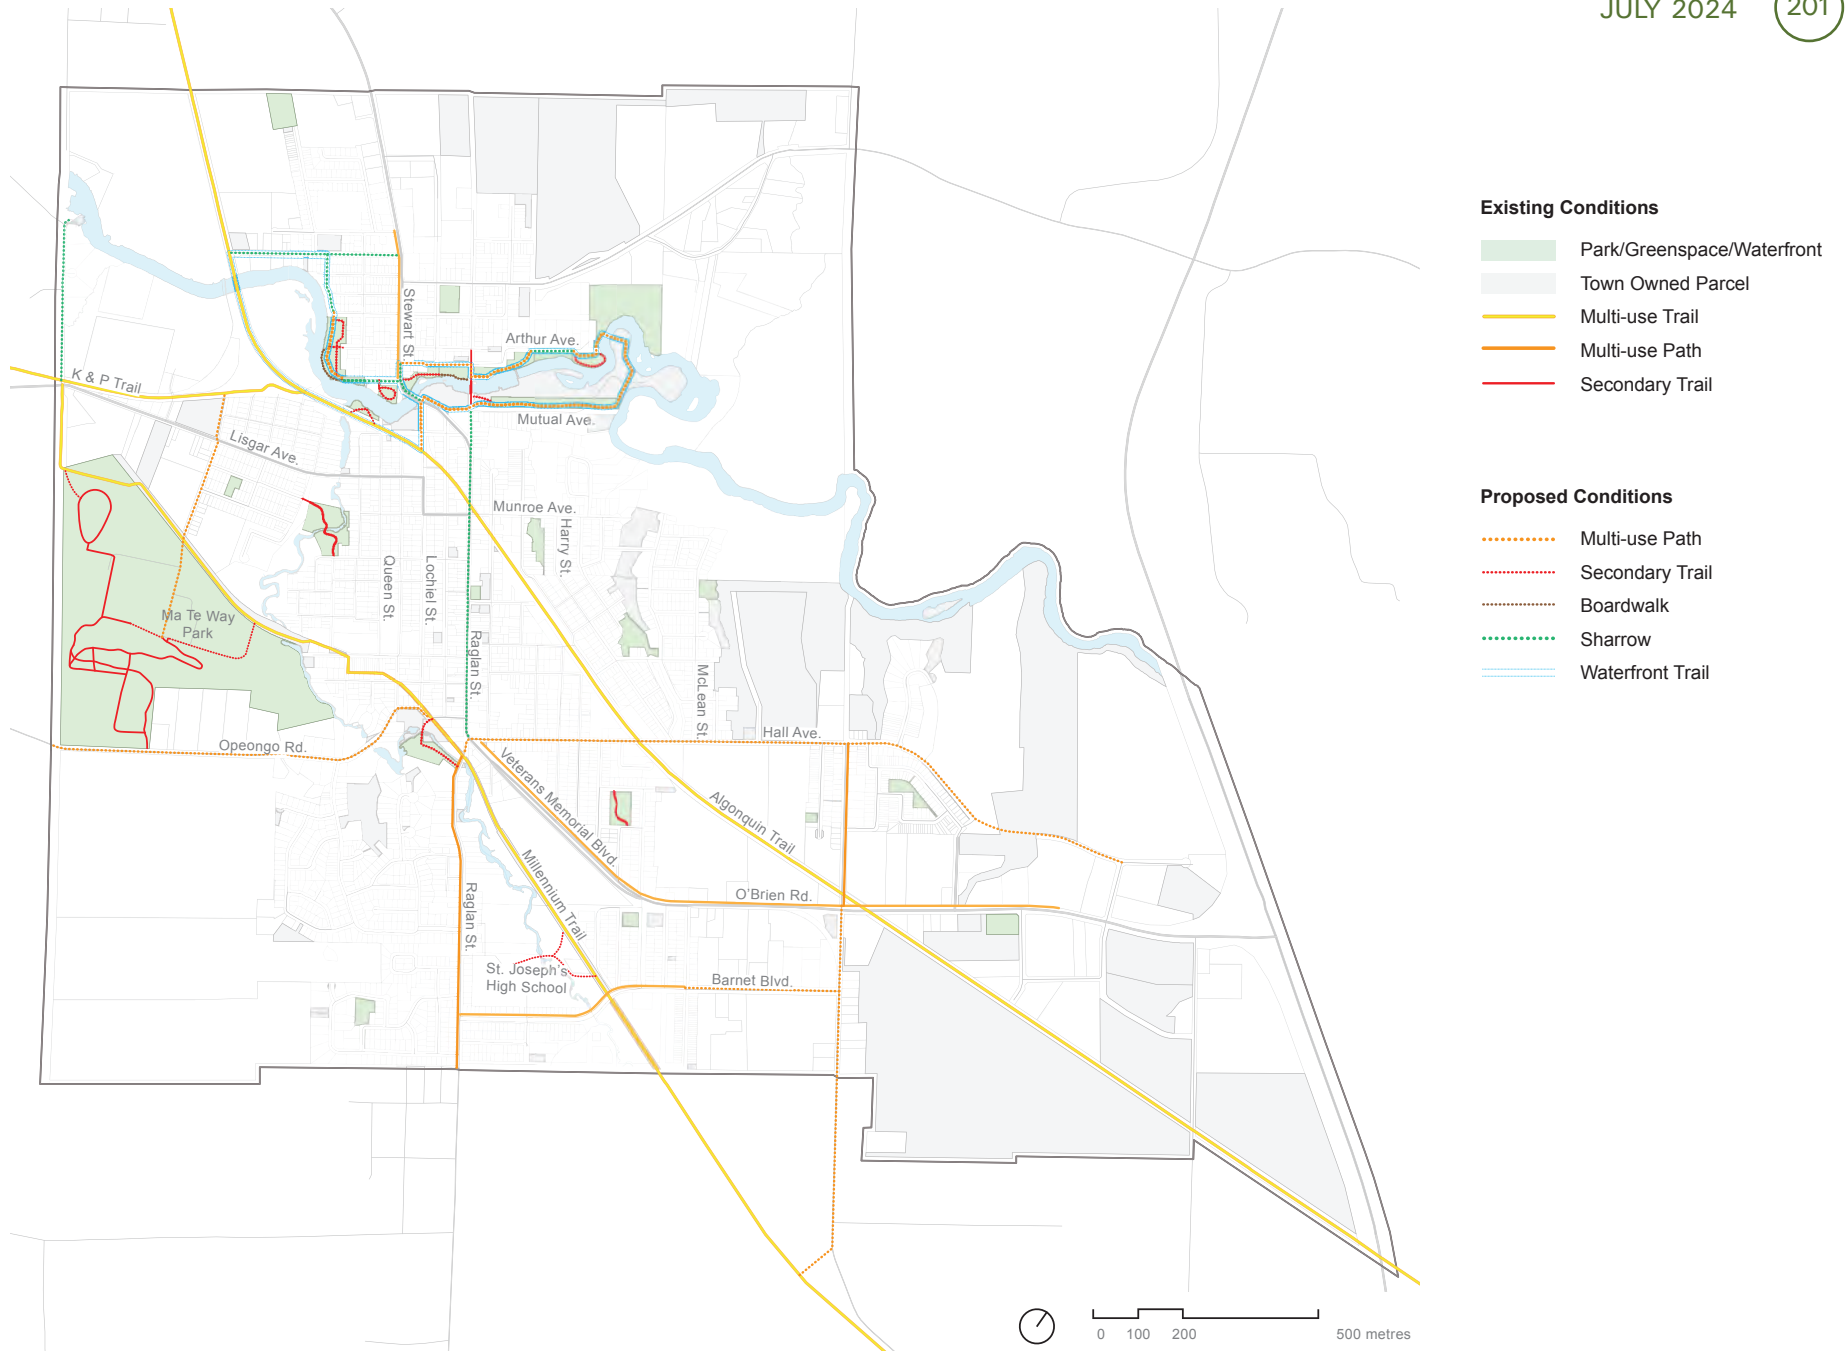 JULY 2024
201
Existing Conditions
Park/Greenspace/Waterfront
Town Owned Parcel
Multi-use Trail
Multi-use Path
Secondary Trail
Proposed Conditions
Multi-use Path
Secondary Trail
Boardwalk
Sharrow
Waterfront Trail
Stewart St.
Arthur Ave.
K & P Trail
Mutual Ave.
Lisgar Ave.
Munroe Ave.
Harry St.
Queen St.
Lochiel St.
Ma Te Way
Park
Raglan St
McLean St.
Hall Ave.
Opeongo Rd.
Veterans Memorial Blvd.
Algonquin Trail
Millennium Trail
O'Brien Rd.
Raglan St.
St. Joseph's
High School
Barnet Blvd.
0 100 200 500 metres